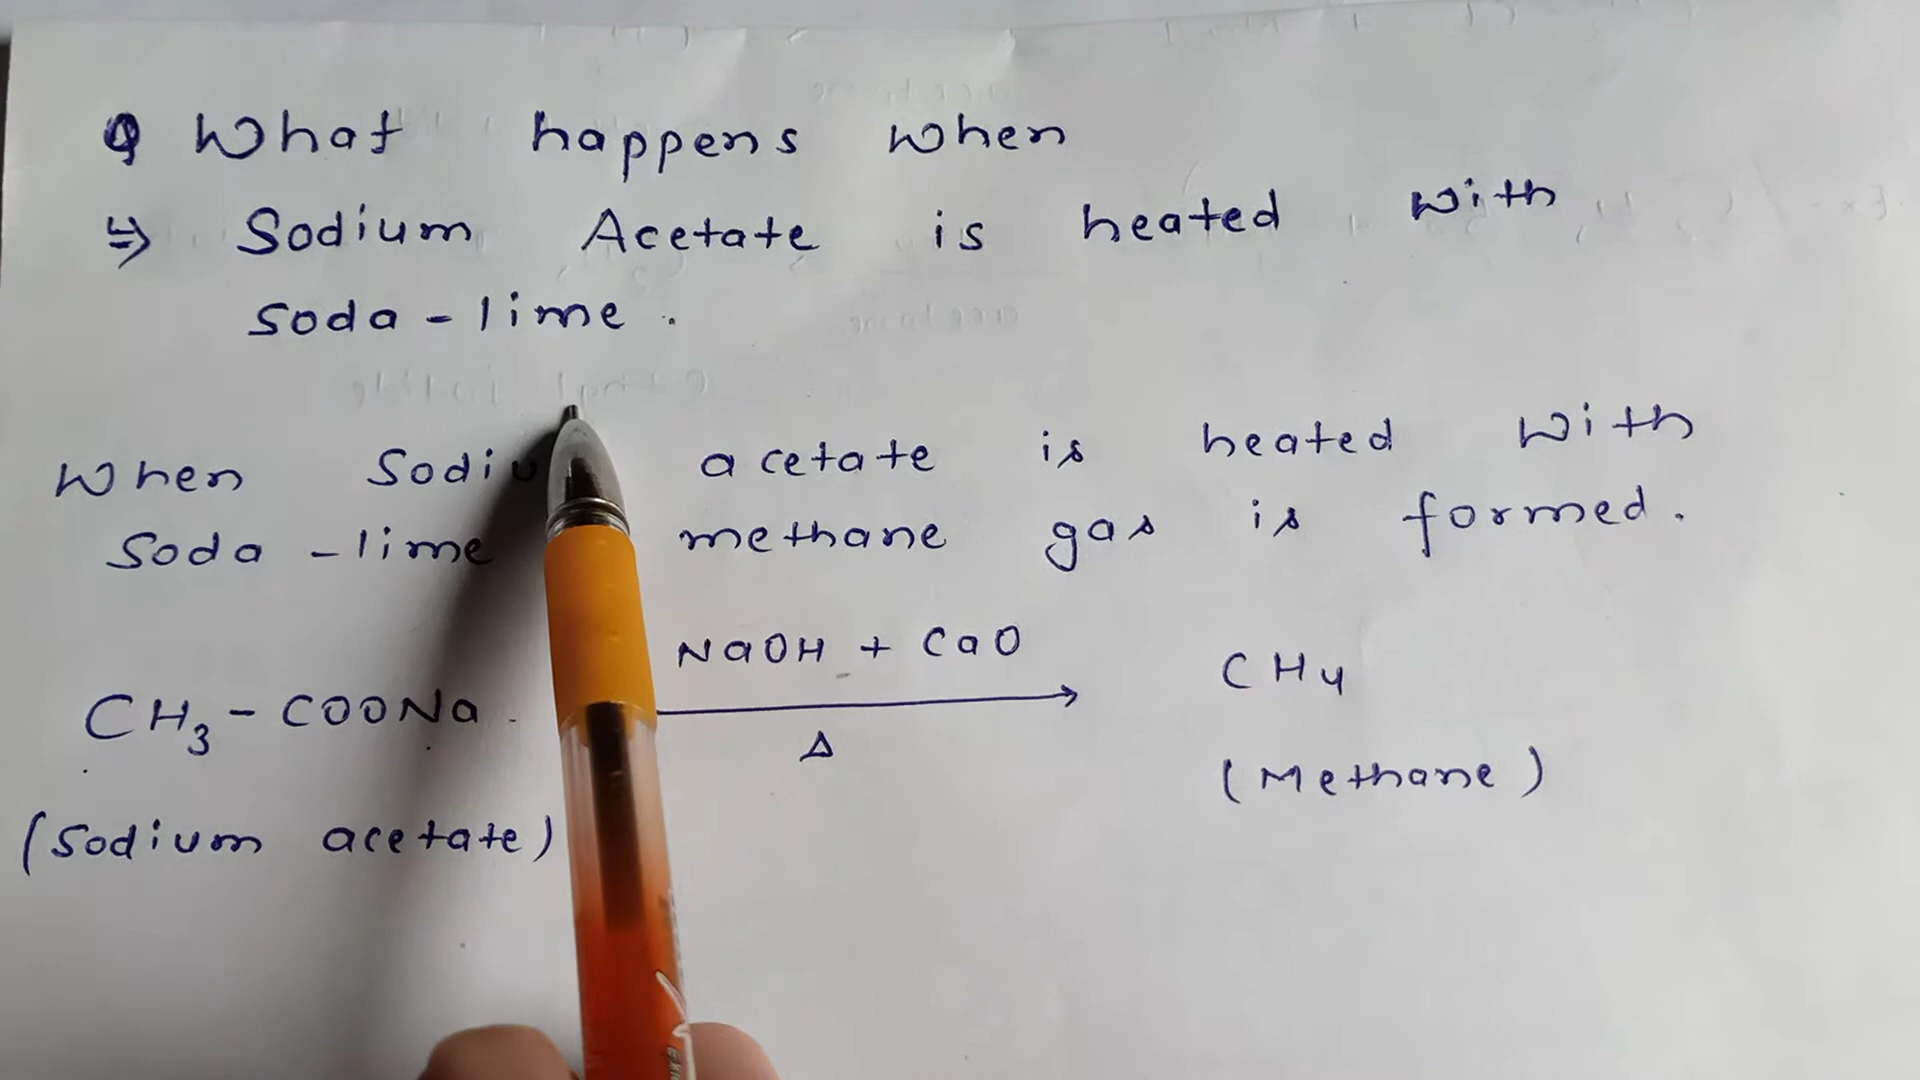 Q What happens when
⇒ Sodium Acetate is heated with
soda-lime.
When Sodiu acetate is heated with
Soda-lime methane gas is formed.
NaOH + CaO
CH₃-COONa. → CH4
Δ
(Methane)
(Sodium acetate)